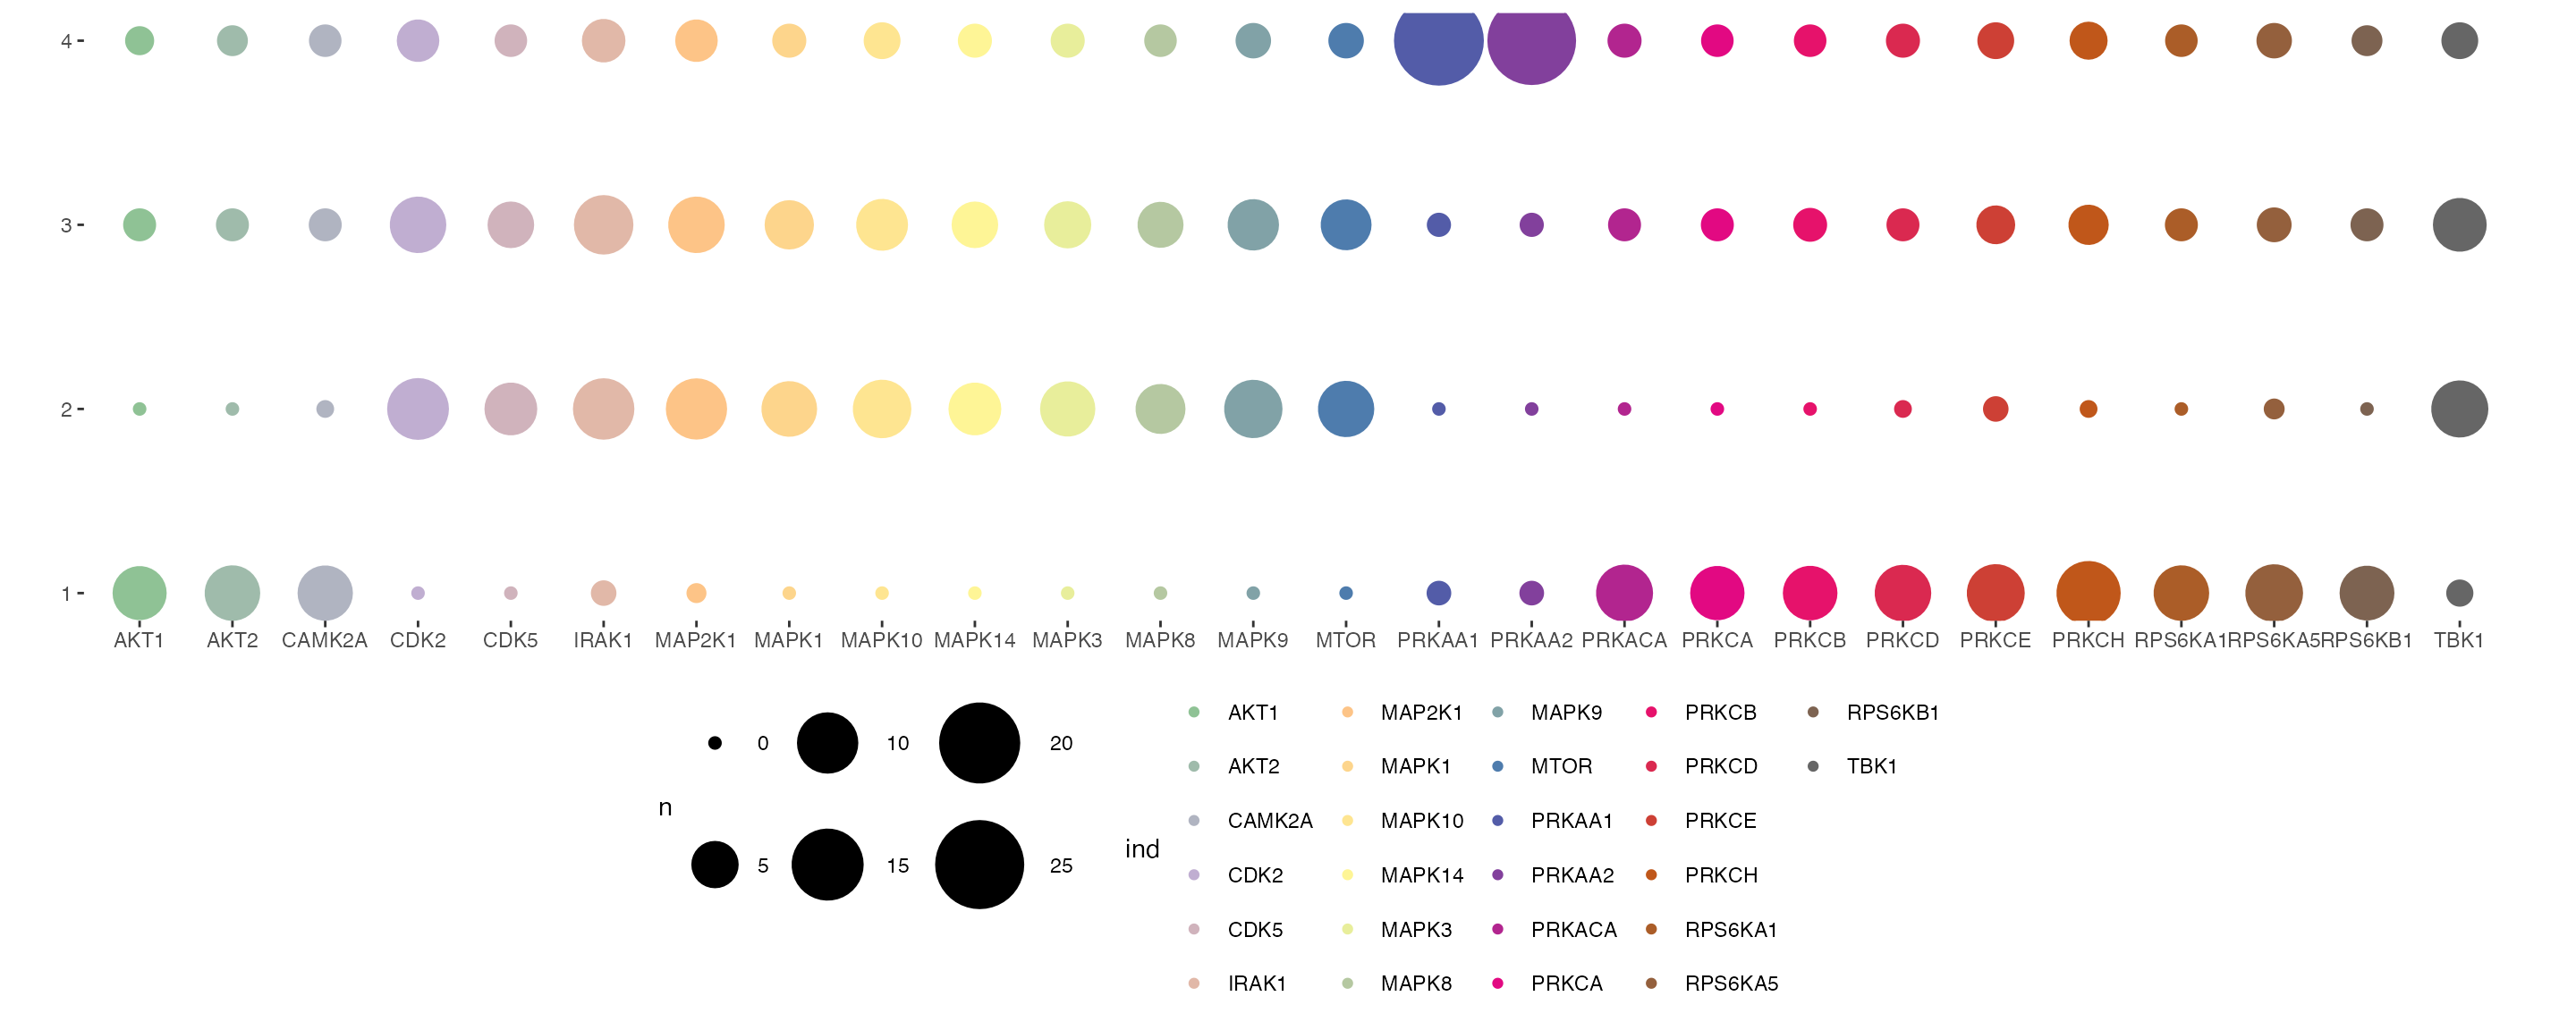 4
3
2
1
AKT1 AKT2 CAMK2A CDK2 CDK5 IRAK1 MAP2K1 MAPK1 MAPK10 MAPK14 MAPK3 MAPK8 MAPK9 MTOR PRKAA1 PRKAA2 PRKACA PRKCA PRKCB PRKCD PRKCE PRKCH RPS6KA1 RPS6KA5 RPS6KB1 TBK1
n
0 10 20
5 15 25
ind
AKT1 MAP2K1 MAPK9 PRKCB RPS6KB1
AKT2 MAPK1 MTOR PRKCD TBK1
CAMK2A MAPK10 PRKAA1 PRKCE
CDK2 MAPK14 PRKAA2 PRKCH
CDK5 MAPK3 PRKACA RPS6KA1
IRAK1 MAPK8 PRKCA RPS6KA5